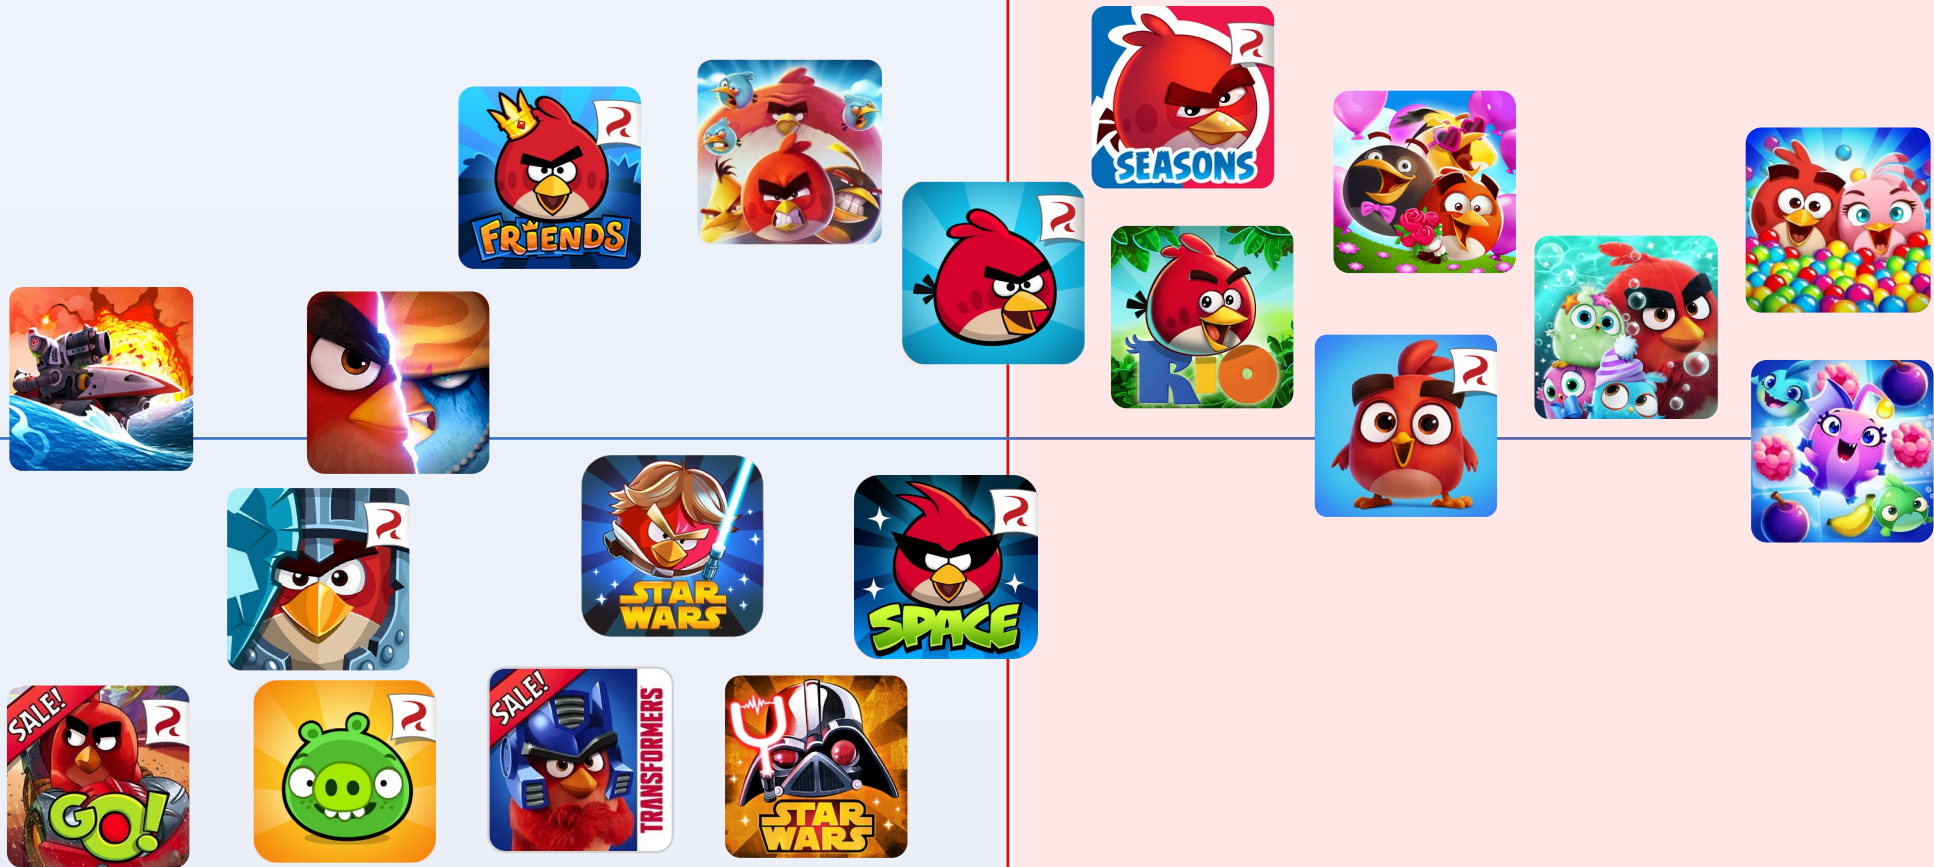 SEASONS
FRiENDS
RiO
STAR
WARS
SPACE
SALE!
GO!
SALE!
TRANSFORMERS
STAR
WARS